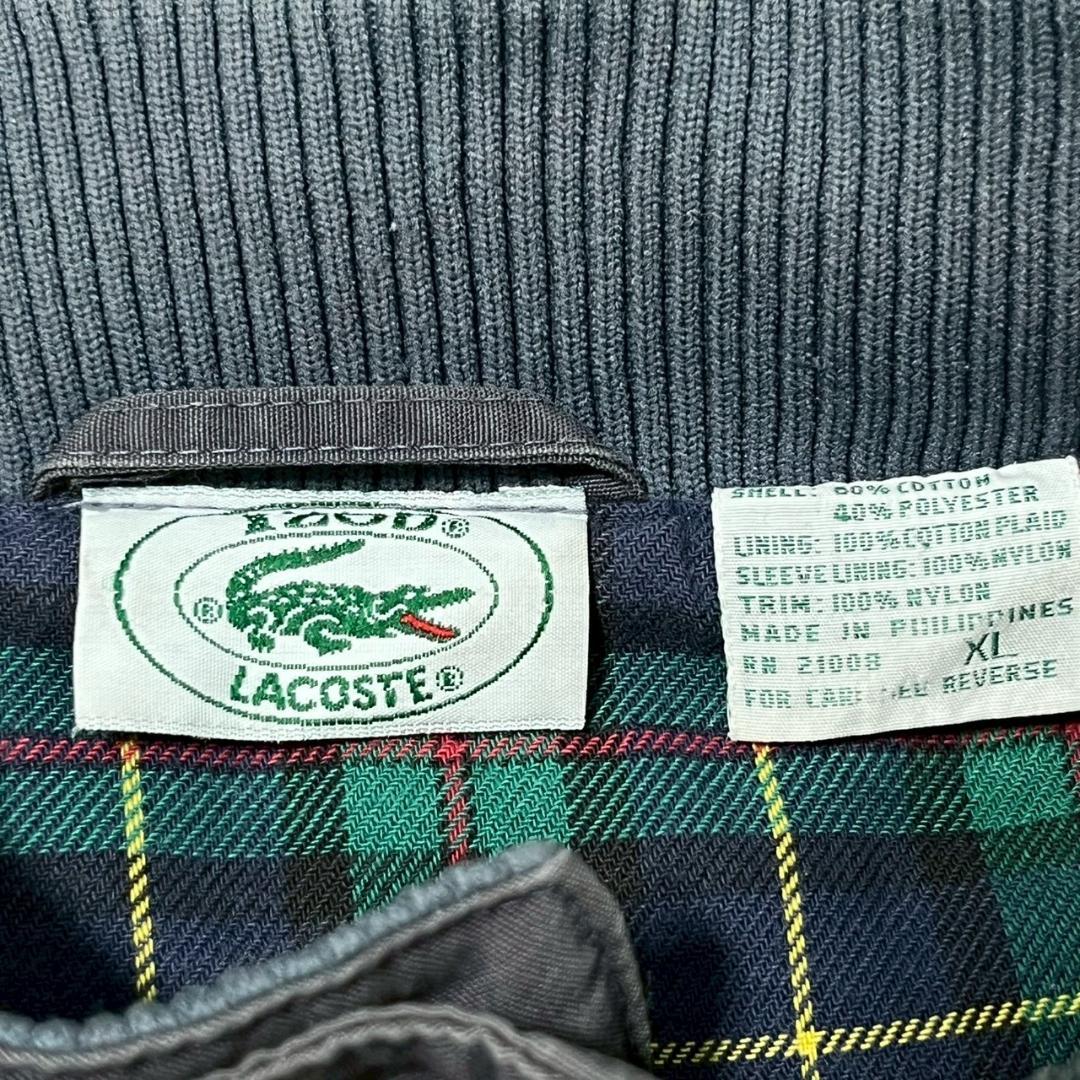 IZOD®
®
LACOSTE®
SHELL: 60% COTTON
40% POLYESTER
LINING: 100% COTTON PLAID
SLEEVE LINING: 100% NYLON
TRIM: 100% NYLON
MADE IN PHILIPPINES
RN 21008 XL
FOR CARE REVERSE